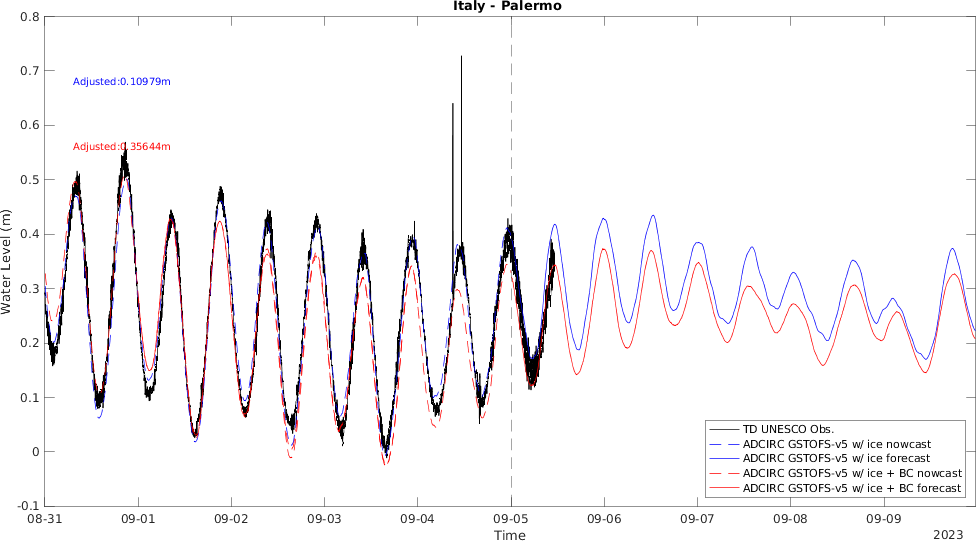 Italy - Palermo
0.8
0.7
0.6
0.5
0.4
0.3
0.2
0.1
0
-0.1
Water Level (m)
Adjusted:0.10979m
Adjusted:0.35644m
TD UNESCO Obs.
ADCIRC GSTOFS-v5 w/ ice nowcast
ADCIRC GSTOFS-v5 w/ ice forecast
ADCIRC GSTOFS-v5 w/ ice + BC nowcast
ADCIRC GSTOFS-v5 w/ ice + BC forecast
08-31 09-01 09-02 09-03 09-04 09-05 09-06 09-07 09-08 09-09
Time
2023